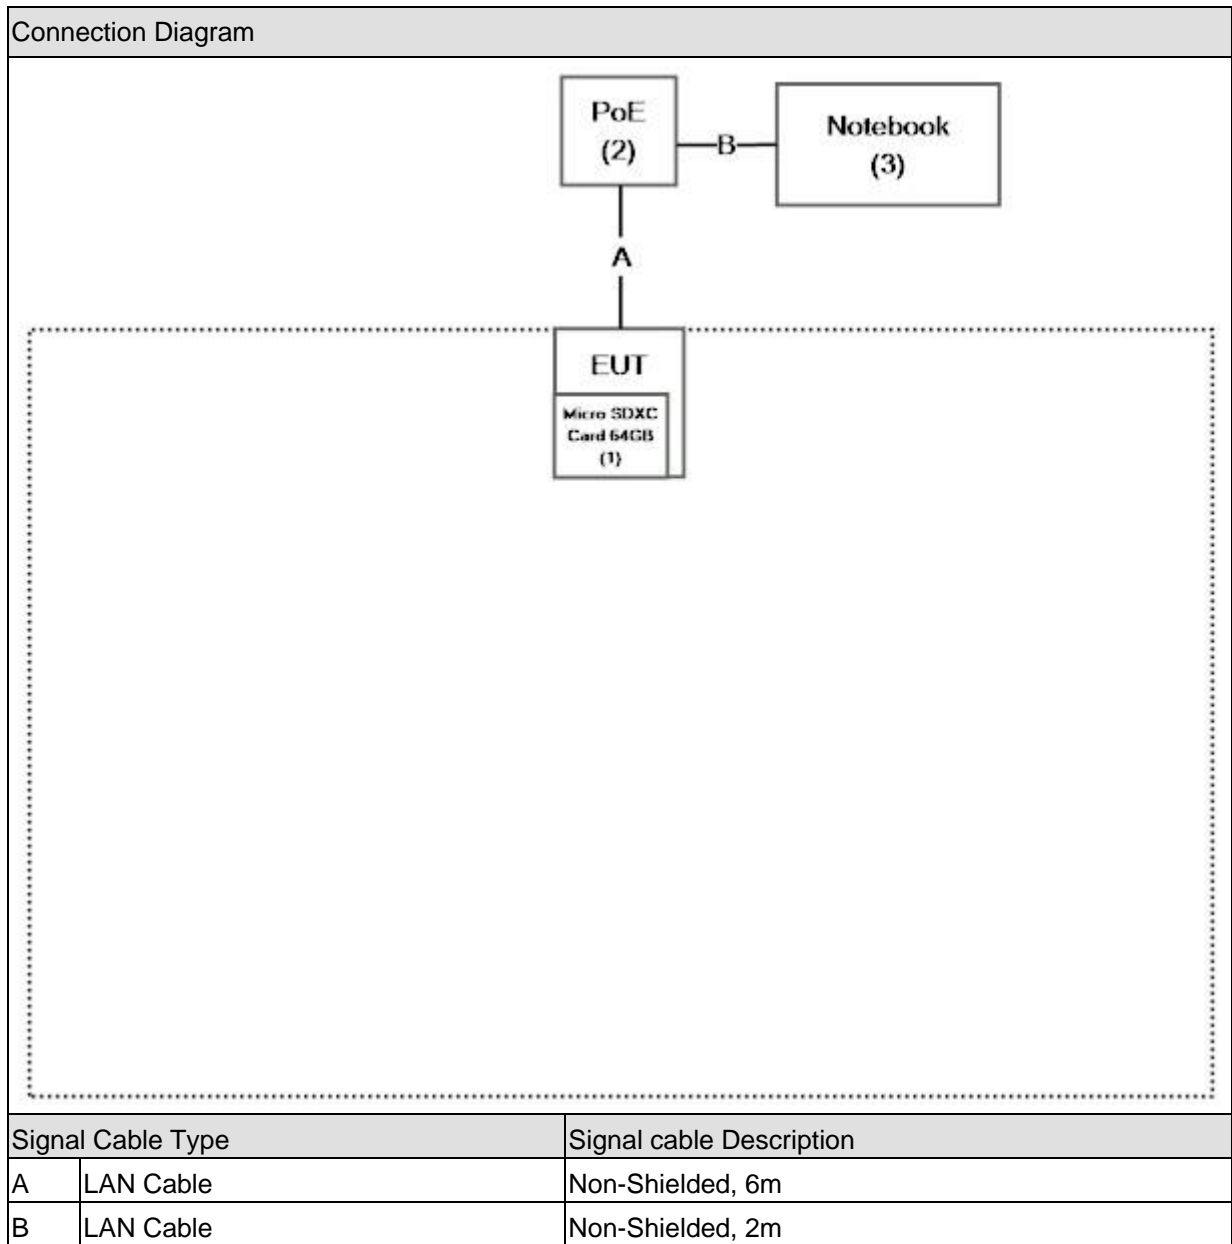 Connection Diagram
PoE
(2)
B
Notebook
(3)
A
EUT
Micro SDXC
Card 64GB
(1)
Signal Cable Type Signal cable Description
A LAN Cable Non-Shielded, 6m
B LAN Cable Non-Shielded, 2m